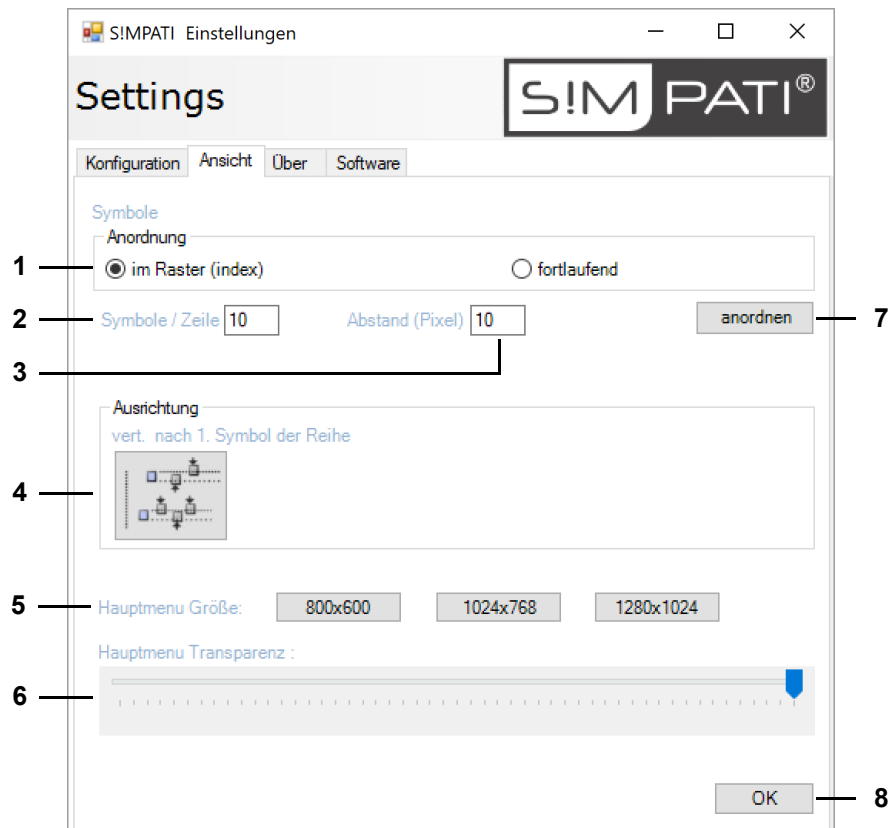 S!MPATI Einstellungen
Settings
S!MPATI®
Konfiguration Ansicht Über Software
Symbole
Anordnung
1 im Raster (index) fortlaufend
2 Symbole / Zeile 10 Abstand (Pixel) 10 anordnen 7
3
Ausrichtung
vert. nach 1. Symbol der Reihe
4
5 Hauptmenu Größe: 800x600 1024x768 1280x1024
Hauptmenu Transparenz :
6
OK 8